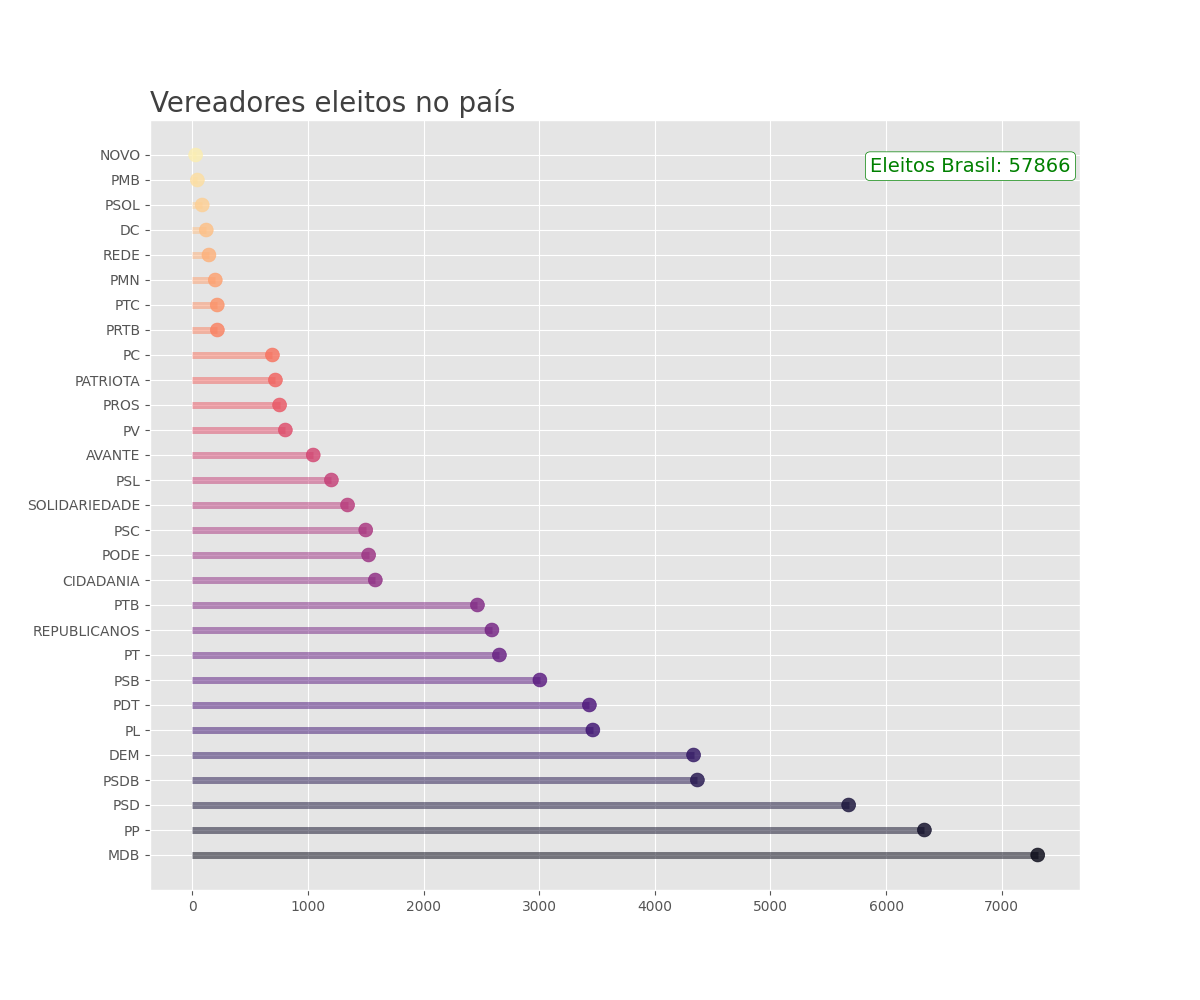 Vereadores eleitos no país
Eleitos Brasil: 57866
NOVO
PMB
PSOL
DC
REDE
PMN
PTC
PRTB
PC
PATRIOTA
PROS
PV
AVANTE
PSL
SOLIDARIEDADE
PSC
PODE
CIDADANIA
PTB
REPUBLICANOS
PT
PSB
PDT
PL
DEM
PSDB
PSD
PP
MDB
0 1000 2000 3000 4000 5000 6000 7000